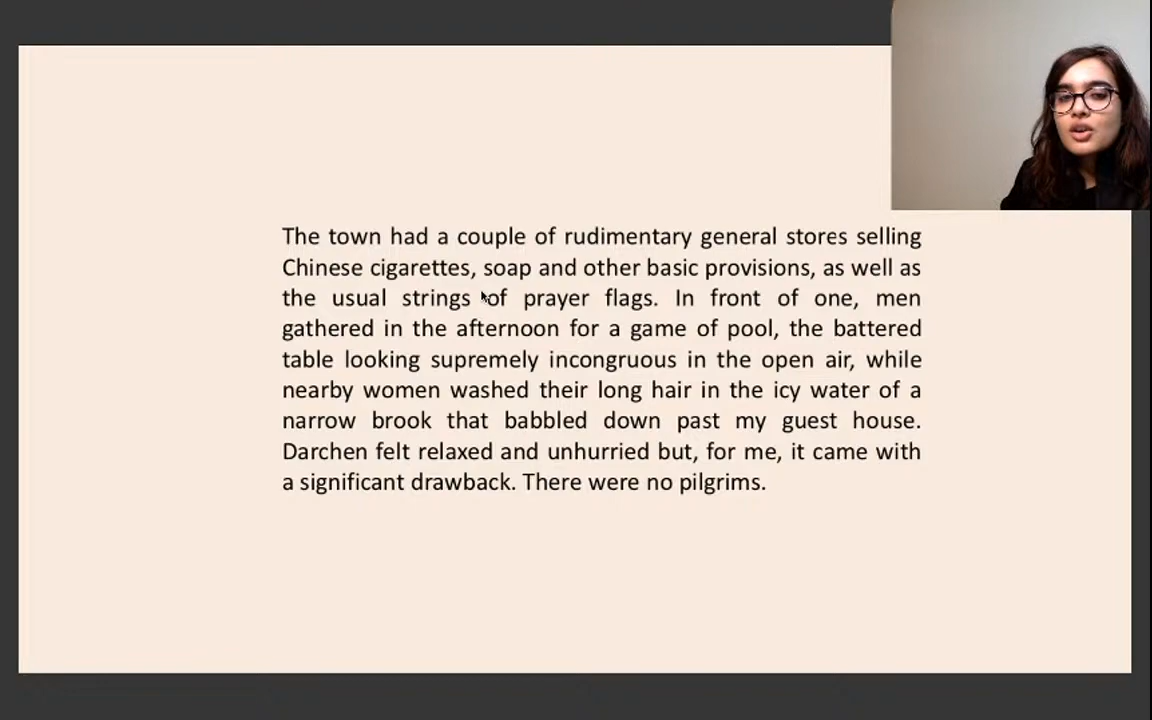 The town had a couple of rudimentary general stores selling
Chinese cigarettes, soap and other basic provisions, as well as
the usual strings of prayer flags. In front of one, men
gathered in the afternoon for a game of pool, the battered
table looking supremely incongruous in the open air, while
nearby women washed their long hair in the icy water of a
narrow brook that babbled down past my guest house.
Darchen felt relaxed and unhurried but, for me, it came with
a significant drawback. There were no pilgrims.